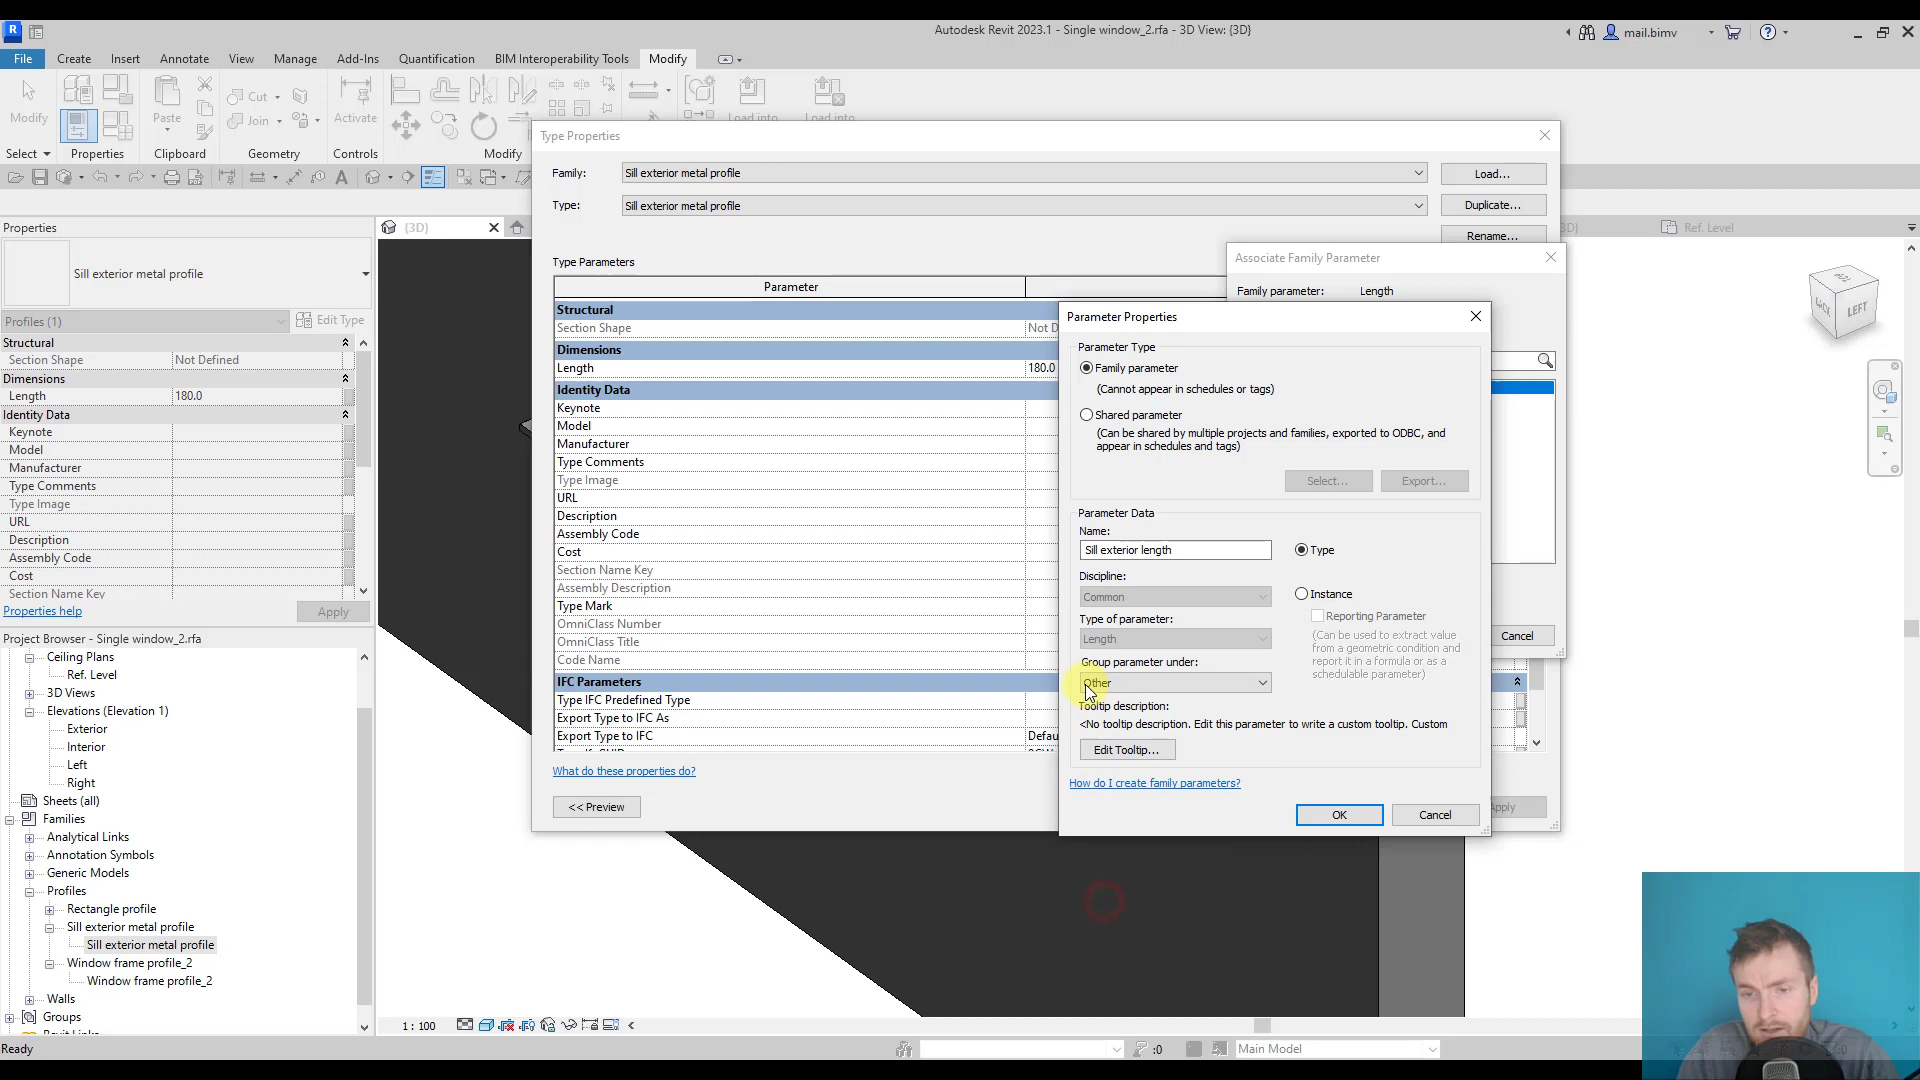 R
Autodesk Revit 2023.1 - Single window_2.rfa - 3D View: {3D}
mail.bimv
File
Create
Insert
Annotate
View
Manage
Add-Ins
Quantification
BIM Interoperability Tools
Modify
Modify
Paste
Cut
Join
Activate
Load into
Load into
Select
Properties
Clipboard
Geometry
Controls
Modify
Properties
Sill exterior metal profile
Profiles (1)
Edit Type
Structural
Section Shape
Not Defined
Dimensions
Length
180.0
Identity Data
Keynote
Model
Manufacturer
Type Comments
Type Image
URL
Description
Assembly Code
Cost
Section Name Key
Properties help
Apply
Project Browser - Single window_2.rfa
Ceiling Plans
Ref. Level
3D Views
Elevations (Elevation 1)
Exterior
Interior
Left
Right
Sheets (all)
Families
Analytical Links
Annotation Symbols
Generic Models
Profiles
Rectangle profile
Sill exterior metal profile
Sill exterior metal profile
Window frame profile_2
Window frame profile_2
Walls
Groups
Revit Links
Ready
{3D}
Ref. Level
BACK
LEFT
Type Properties
Family:
Sill exterior metal profile
Load...
Type:
Sill exterior metal profile
Duplicate...
Rename...
Type Parameters
Parameter
Structural
Section Shape
Not D
Dimensions
Length
180.0
Identity Data
Keynote
Model
Manufacturer
Type Comments
Type Image
URL
Description
Assembly Code
Cost
Section Name Key
Assembly Description
Type Mark
OmniClass Number
OmniClass Title
Code Name
IFC Parameters
Type IFC Predefined Type
Export Type to IFC As
Export Type to IFC
Defau
What do these properties do?
<< Preview
Apply
Associate Family Parameter
Family parameter:
Length
Cancel
Parameter Properties
Parameter Type
Family parameter
(Cannot appear in schedules or tags)
Shared parameter
(Can be shared by multiple projects and families, exported to ODBC, and
appear in schedules and tags)
Select...
Export...
Parameter Data
Name:
Sill exterior length
Type
Discipline:
Common
Instance
Reporting Parameter
Type of parameter:
Length
(Can be used to extract value
from a geometric condition and
report it in a formula or as a
schedulable parameter)
Group parameter under:
Other
Tooltip description:
<No tooltip description. Edit this parameter to write a custom tooltip. Custom
Edit Tooltip...
How do I create family parameters?
OK
Cancel
1 : 100
:0
Main Model